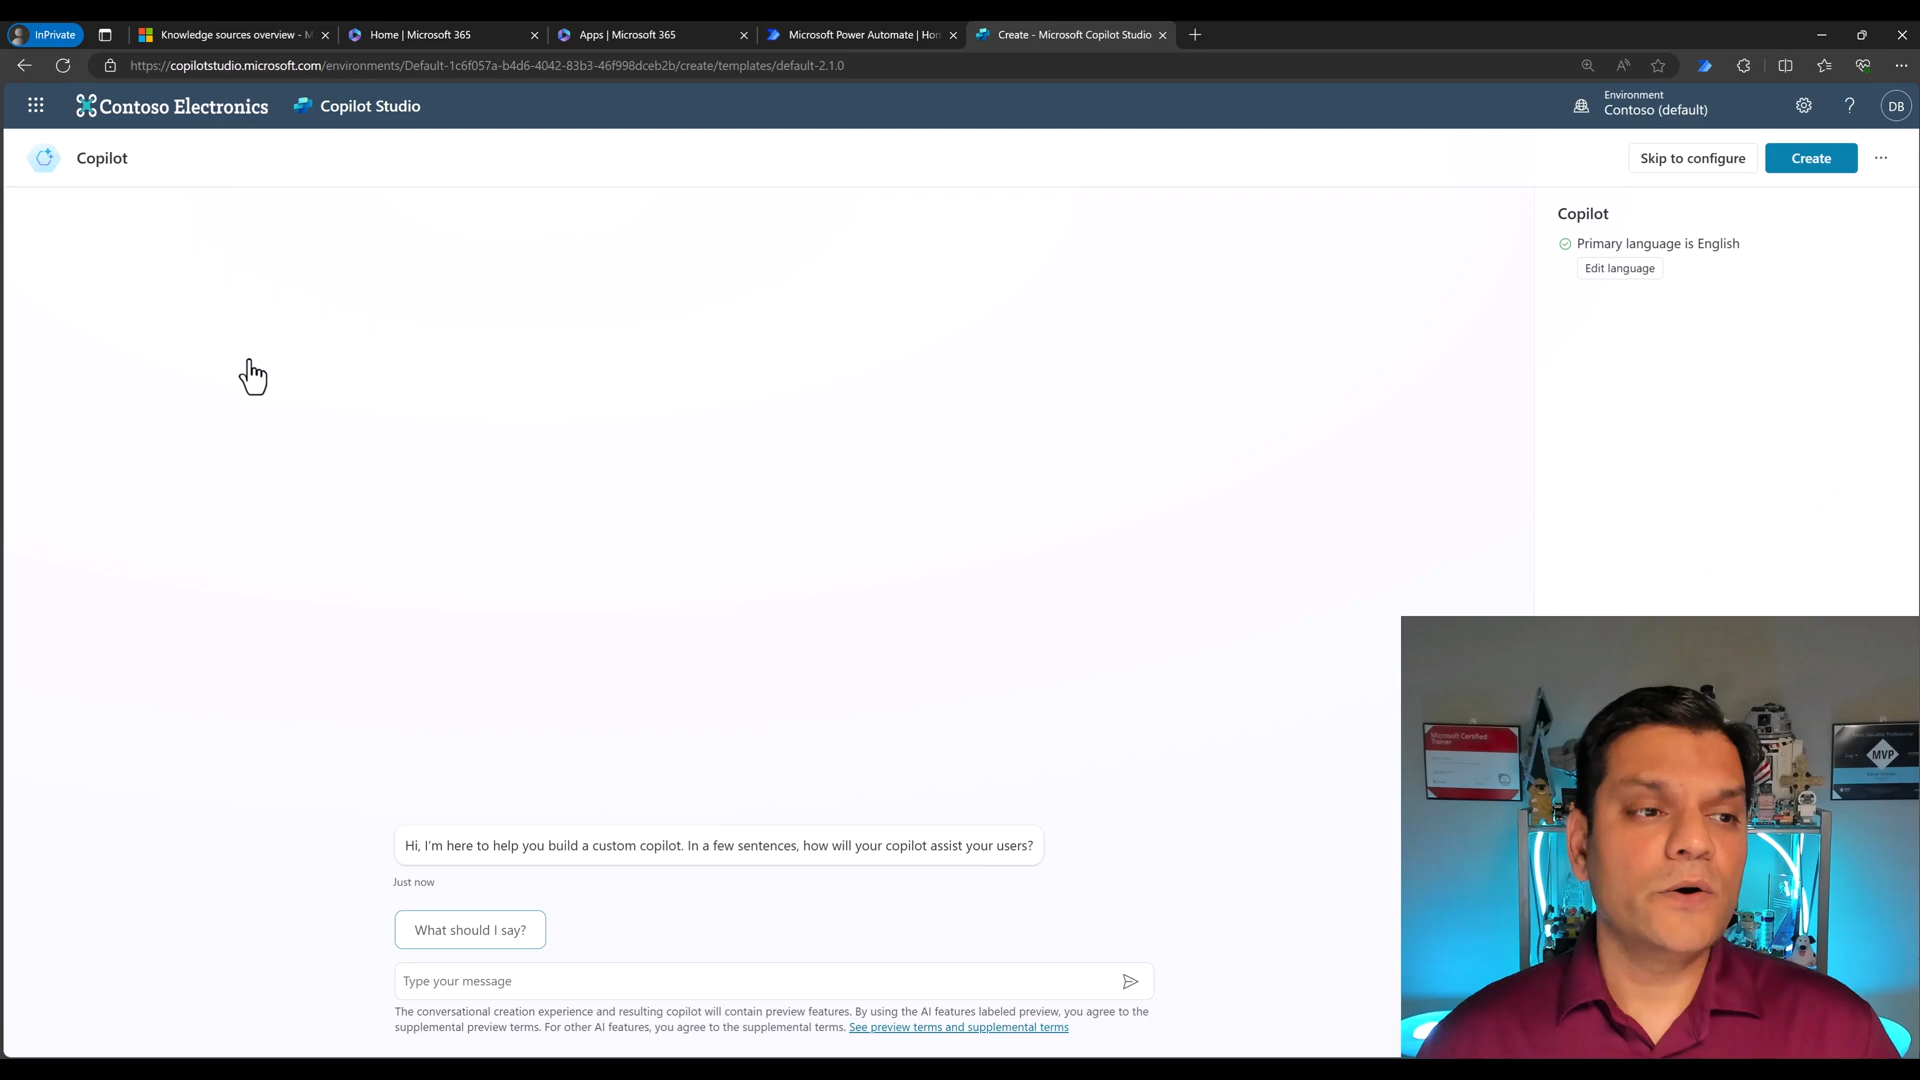 InPrivate
Knowledge sources overview - M
Home | Microsoft 365
Apps | Microsoft 365
Microsoft Power Automate | Hom
Create - Microsoft Copilot Studio
https://copilotstudio.microsoft.com/environments/Default-1c6f057a-b4d6-4042-83b3-46f998dceb2b/create/templates/default-2.1.0
Contoso Electronics
Copilot Studio
Environment
Contoso (default)
DB
Copilot
Skip to configure
Create
Copilot
Primary language is English
Edit language
Hi, I'm here to help you build a custom copilot. In a few sentences, how will your copilot assist your users?
Just now
What should I say?
Type your message
The conversational creation experience and resulting copilot will contain preview features. By using the AI features labeled preview, you agree to the
supplemental preview terms. For other AI features, you agree to the supplemental terms. See preview terms and supplemental terms
Microsoft Certified
Trainer
MVP